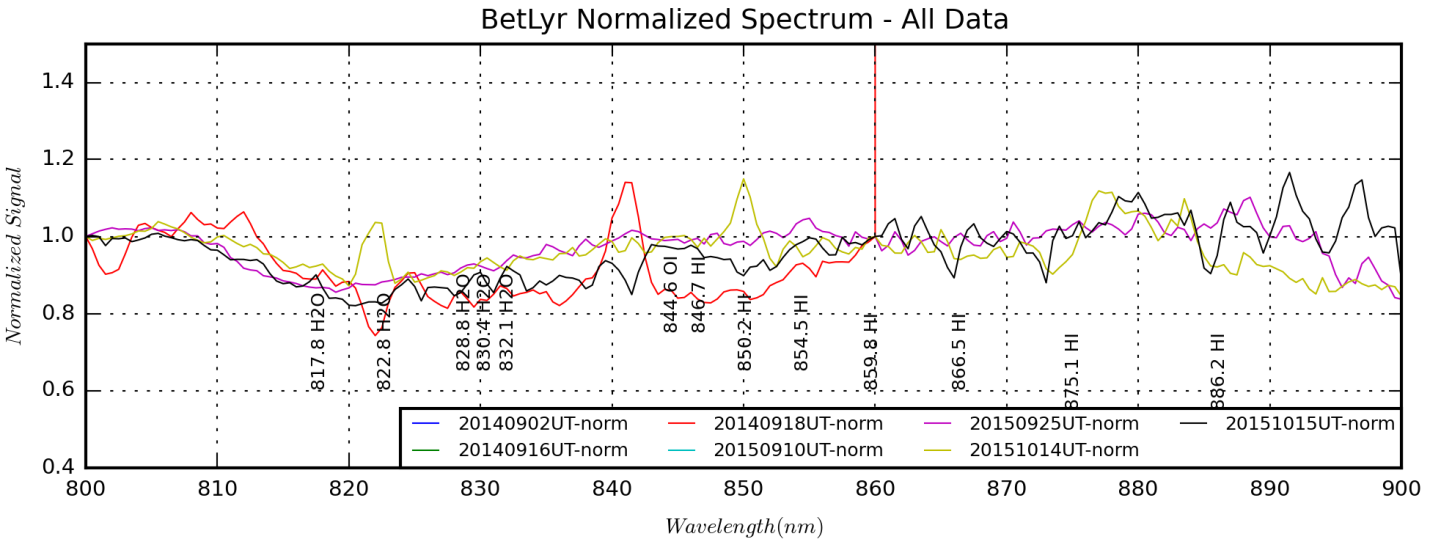 BetLyr Normalized Spectrum - All Data
Normalized Signal
1.4
1.2
1.0
0.8
0.6
0.4
817.8 H2O
822.8 H2O
828.8 H2O
830.4 H2O
832.1 H2O
844.6 OI
846.7 HI
850.2 HI
854.5 HI
859.8 HI
866.5 HI
875.1 HI
886.2 HI
20140902UT-norm 20140918UT-norm 20150925UT-norm 20151015UT-norm
20140916UT-norm 20150910UT-norm 20151014UT-norm
800 810 820 830 840 850 860 870 880 890 900
Wavelength(nm)